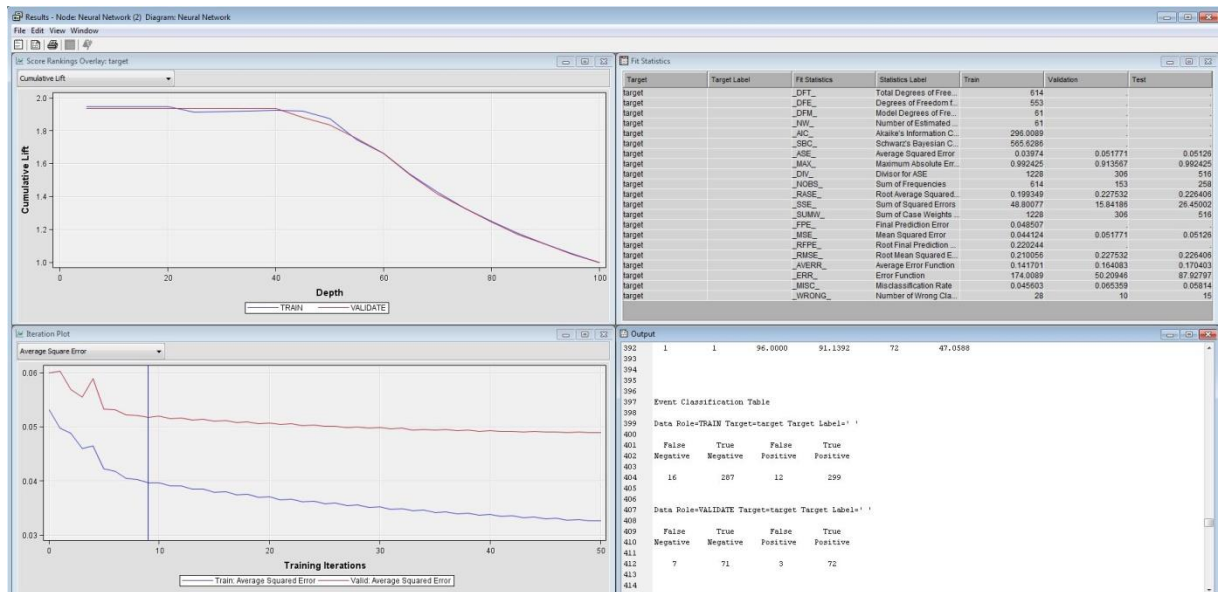 Results - Node: Neural Network (2) Diagram: Neural Network
File Edit View Window
Score Rankings Overlay: target
Cumulative Lift
Cumulative Lift
2.0
1.8
1.6
1.4
1.2
1.0
0 20 40 60 80 100
Depth
TRAIN VALIDATE
Fit Statistics
Target Target Label Fit Statistics Statistics Label Train Validation Test
target _DFT_ Total Degrees of Free... 614 . .
target _DFE_ Degrees of Freedom f... 553 . .
target _DFM_ Model Degrees of Fre... 61 . .
target _NW_ Number of Estimated ... 61 . .
target _AIC_ Akaike's Information C... 296.0089 . .
target _SBC_ Schwarz's Bayesian C... 565.6286 . .
target _ASE_ Average Squared Error 0.03974 0.051771 0.05126
target _MAX_ Maximum Absolute Err... 0.992425 0.913567 0.992425
target _DIV_ Divisor for ASE 1228 306 516
target _NOBS_ Sum of Frequencies 614 153 258
target _RASE_ Root Average Squared... 0.199349 0.227532 0.226406
target _SSE_ Sum of Squared Errors 48.80077 15.84186 26.45002
target _SUMW_ Sum of Case Weights ... 1228 306 516
target _FPE_ Final Prediction Error 0.048507 . .
target _MSE_ Mean Squared Error 0.044124 0.051771 0.05126
target _RFPE_ Root Final Prediction ... 0.220244 . .
target _RMSE_ Root Mean Squared E... 0.210056 0.227532 0.226406
target _AVERR_ Average Error Function 0.141701 0.164083 0.170403
target _ERR_ Error Function 174.0089 50.20946 87.92797
target _MISC_ Misclassification Rate 0.045603 0.065359 0.05814
target _WRONG_ Number of Wrong Cla... 28 10 15
Iteration Plot
Average Square Error
0.06
0.05
0.04
0.03
0 10 20 30 40 50
Training Iterations
Train: Average Squared Error Valid: Average Squared Error
Output
392 1 1 96.0000 91.1392 72 47.0588
393
394
395
396
397 Event Classification Table
398
399 Data Role=TRAIN Target=target Target Label=' '
400
401 False True False True
402 Negative Negative Positive Positive
403
404 16 287 12 299
405
406
407 Data Role=VALIDATE Target=target Target Label=' '
408
409 False True False True
410 Negative Negative Positive Positive
411
412 7 71 3 72
413
414